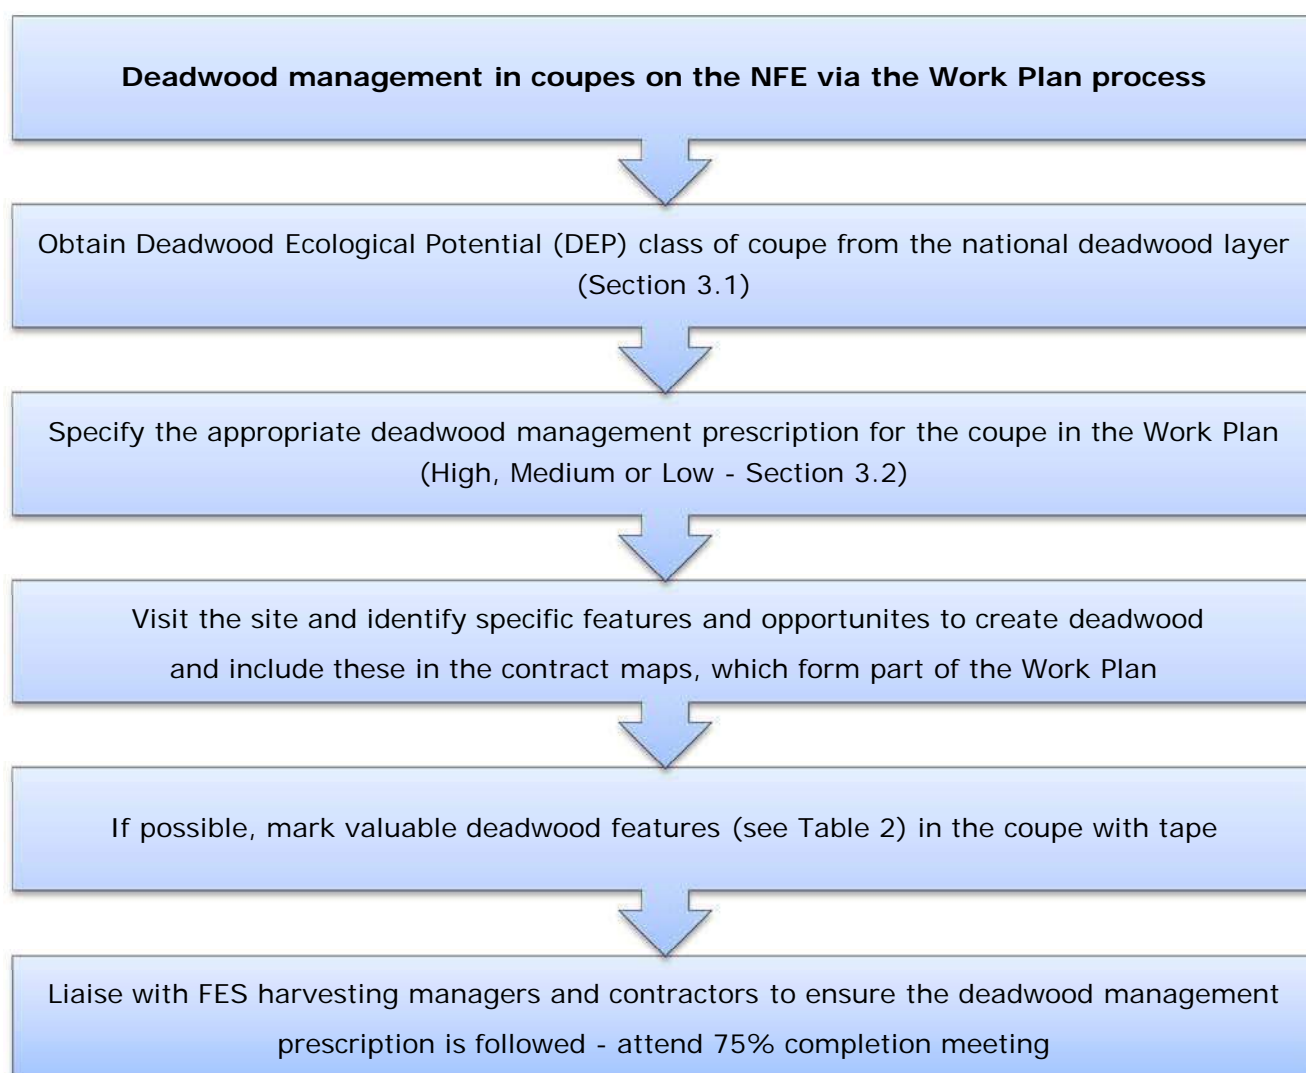 Deadwood management in coupes on the NFE via the Work Plan process
Obtain Deadwood Ecological Potential (DEP) class of coupe from the national deadwood layer
(Section 3.1)
Specify the appropriate deadwood management prescription for the coupe in the Work Plan
(High, Medium or Low - Section 3.2)
Visit the site and identify specific features and opportunites to create deadwood
and include these in the contract maps, which form part of the Work Plan
If possible, mark valuable deadwood features (see Table 2) in the coupe with tape
Liaise with FES harvesting managers and contractors to ensure the deadwood management
prescription is followed - attend 75% completion meeting